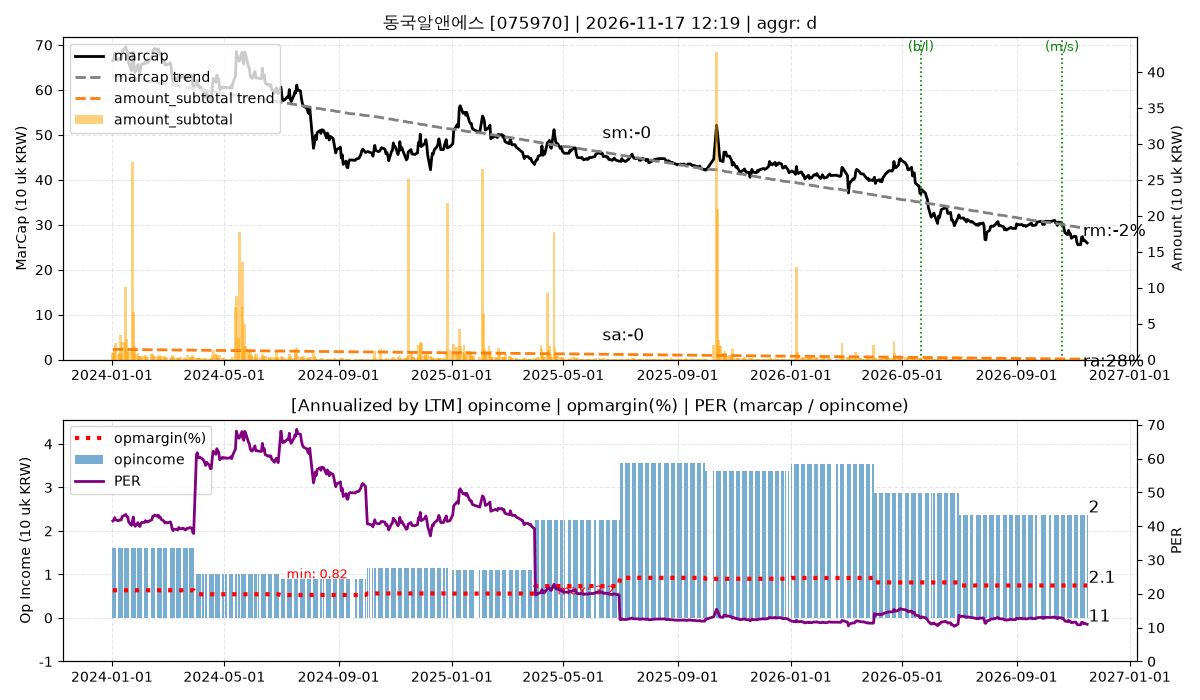 동국알앤에스 [075970] | 2026-11-17 12:19 | aggr: d
MarCap (10 uk KRW)
70
60
50
40
30
20
10
0
marcap
marcap trend
amount_subtotal trend
amount_subtotal
sm:-0
sa:-0
(b/l)
(m/s)
rm:-2%
ra:28%
Amount (10 uk KRW)
40
35
30
25
20
15
10
5
0
2024-01-01
2024-05-01
2024-09-01
2025-01-01
2025-05-01
2025-09-01
2026-01-01
2026-05-01
2026-09-01
2027-01-01
[Annualized by LTM] opincome | opmargin(%) | PER (marcap / opincome)
Op Income (10 uk KRW)
4
3
2
1
0
-1
opmargin(%)
opincome
PER
min: 0.82
2
2.1
11
PER
70
60
50
40
30
20
10
0
2024-01-01
2024-05-01
2024-09-01
2025-01-01
2025-05-01
2025-09-01
2026-01-01
2026-05-01
2026-09-01
2027-01-01